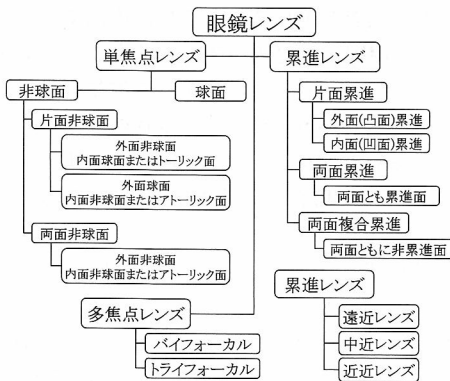 眼鏡レンズ
単焦点レンズ
累進レンズ
非球面
球面
片面非球面
外面非球面
内面球面またはトーリック面
外面球面
内面非球面またはアトーリック面
両面非球面
外面非球面
内面非球面またはアトーリック面
片面累進
外面(凸面)累進
内面(凹面)累進
両面累進
両面とも累進面
両面複合累進
両面ともに非累進面
多焦点レンズ
バイフォーカル
トライフォーカル
累進レンズ
遠近レンズ
中近レンズ
近近レンズ